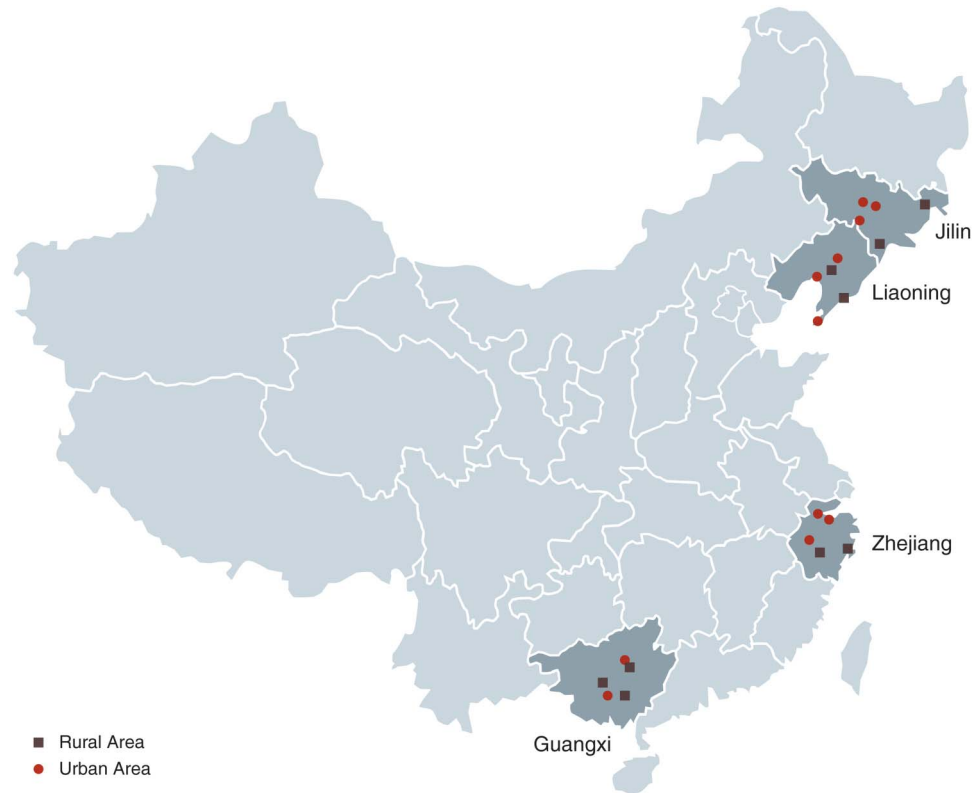 Jilin
Liaoning
Zhejiang
Guangxi
Rural Area
Urban Area